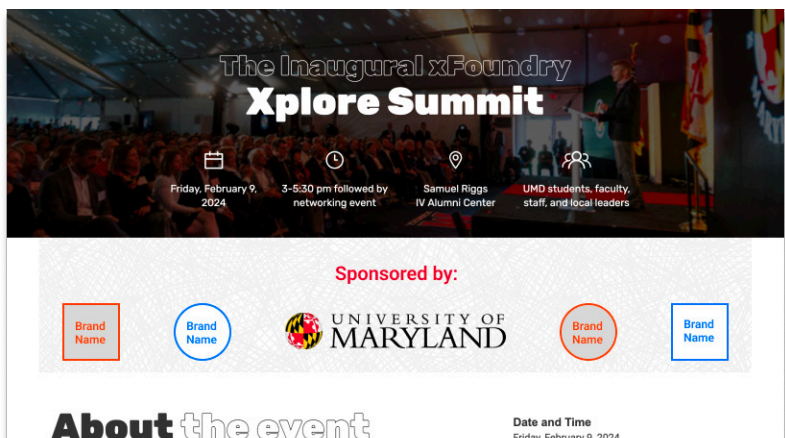 The Inaugural xFoundry
Xplore Summit
Friday, February 9,
2024
3-5:30 pm followed by
networking event
Samuel Riggs
IV Alumni Center
UMD students, faculty,
staff, and local leaders
Sponsored by:
Brand
Name
Brand
Name
UNIVERSITY OF
MARYLAND
Brand
Name
Brand
Name
About the event
Date and Time
Friday, February 9, 2024